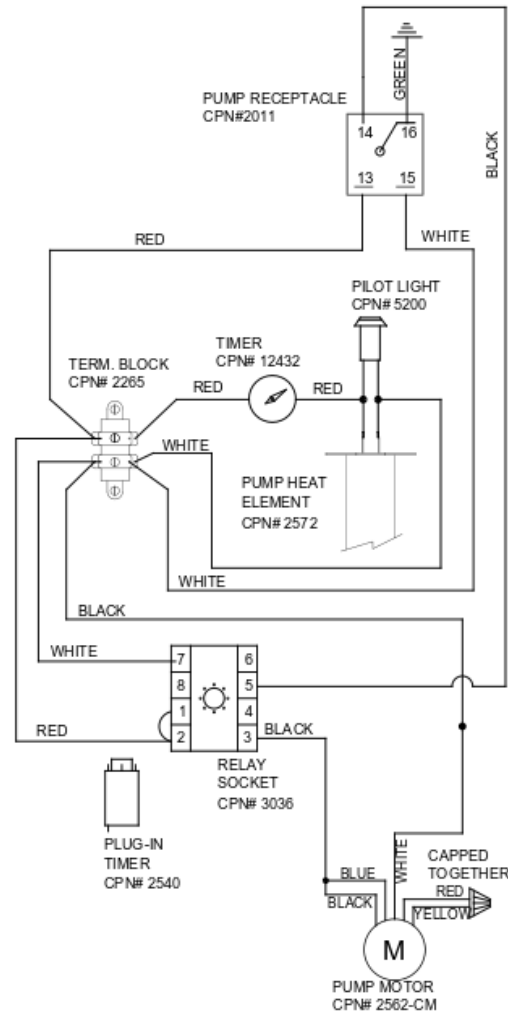 GREEN
PUMP RECEPTACLE
CPN#2011
14 16
13 15
BLACK
RED
WHITE
PILOT LIGHT
CPN# 5200
TIMER
CPN# 12432
TERM. BLOCK
CPN# 2265
RED
RED
WHITE
PUMP HEAT
ELEMENT
CPN# 2572
WHITE
BLACK
WHITE
7 6
8 5
1 4
2 3
RED
BLACK
RELAY
SOCKET
CPN# 3036
PLUG-IN
TIMER
CPN# 2540
WHITE
CAPPED
TOGETHER
BLUE
RED
BLACK
YELLOW
M
PUMP MOTOR
CPN# 2562-CM